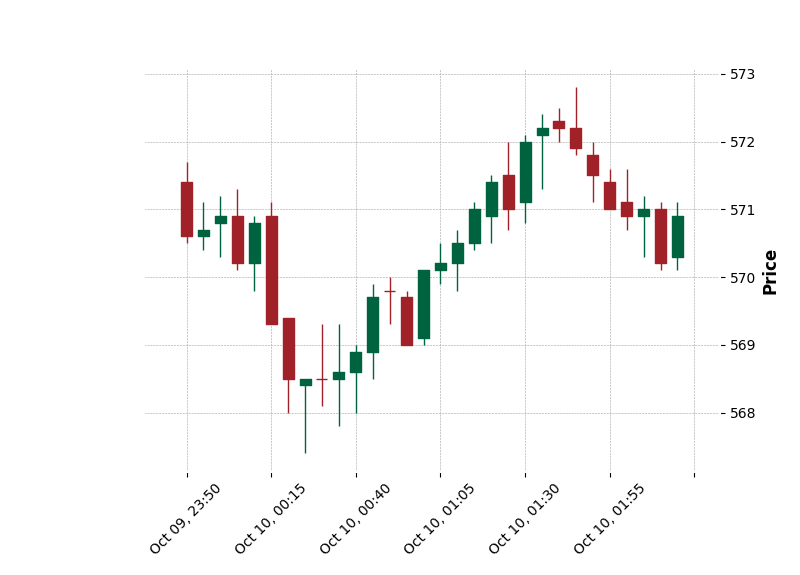 573
572
571
570
569
568
Price
Oct 09, 23:50
Oct 10, 00:15
Oct 10, 00:40
Oct 10, 01:05
Oct 10, 01:30
Oct 10, 01:55